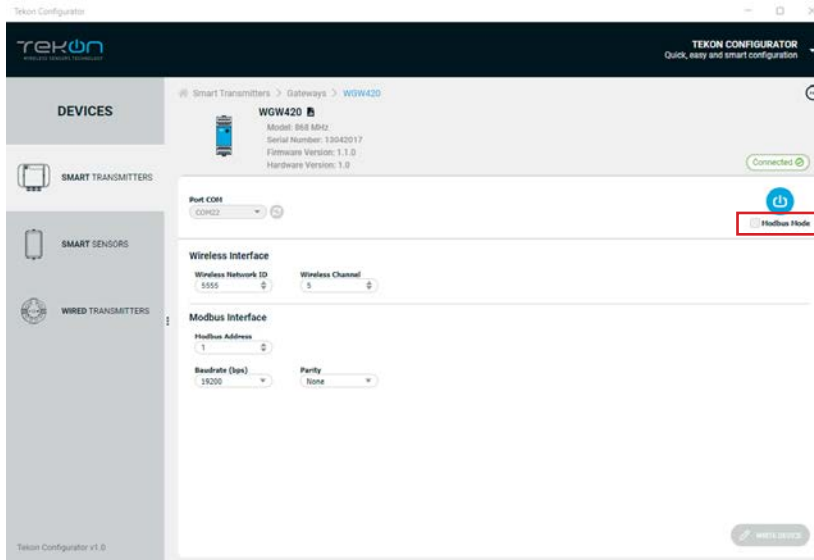 Tekon Configurator
TEKON
WIRELESS SENSORS TECHNOLOGY
TEKON CONFIGURATOR
Quick, easy and smart configuration
DEVICES
SMART TRANSMITTERS
SMART SENSORS
WIRED TRANSMITTERS
Tekon Configurator v1.0
Smart Transmitters > Gateways > WGW420
WGW420
Model: 868 MHz
Serial Number: 13042017
Firmware Version: 1.1.0
Hardware Version: 1.0
Connected
Port COM
COM22
Modbus Mode
Wireless Interface
Wireless Network ID Wireless Channel
5555 5
Modbus Interface
Modbus Address
1
Baudrate (bps) Parity
19200 None
WRITE DEVICE